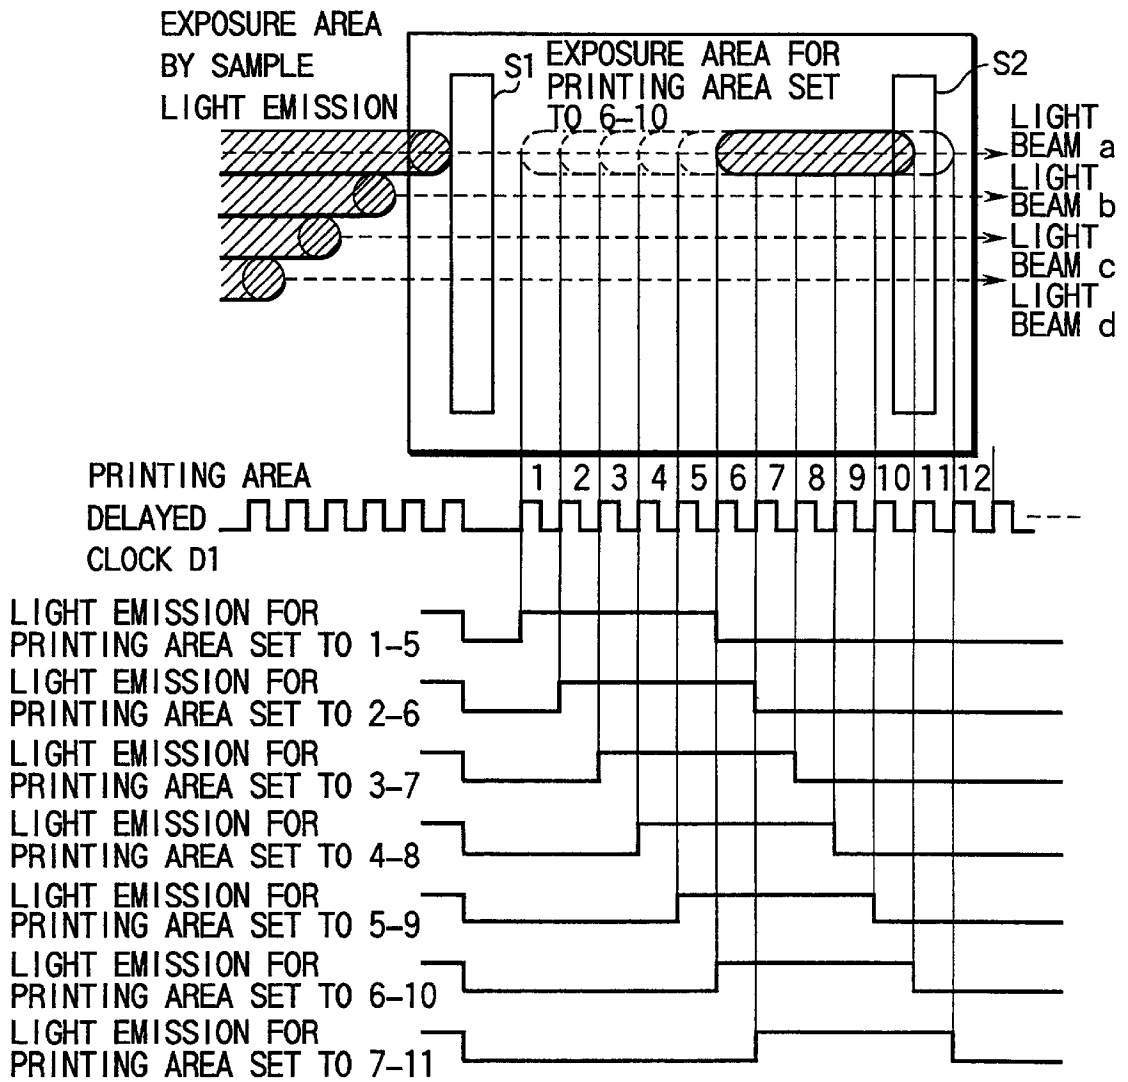 EXPOSURE AREA
BY SAMPLE
LIGHT EMISSION
S1
EXPOSURE AREA FOR
PRINTING AREA SET
TO 6-10
S2
LIGHT
BEAM a
LIGHT
BEAM b
LIGHT
BEAM c
LIGHT
BEAM d
PRINTING AREA
1 2 3 4 5 6 7 8 9 10 11 12
DELAYED
CLOCK D1
LIGHT EMISSION FOR
PRINTING AREA SET TO 1-5
LIGHT EMISSION FOR
PRINTING AREA SET TO 2-6
LIGHT EMISSION FOR
PRINTING AREA SET TO 3-7
LIGHT EMISSION FOR
PRINTING AREA SET TO 4-8
LIGHT EMISSION FOR
PRINTING AREA SET TO 5-9
LIGHT EMISSION FOR
PRINTING AREA SET TO 6-10
LIGHT EMISSION FOR
PRINTING AREA SET TO 7-11